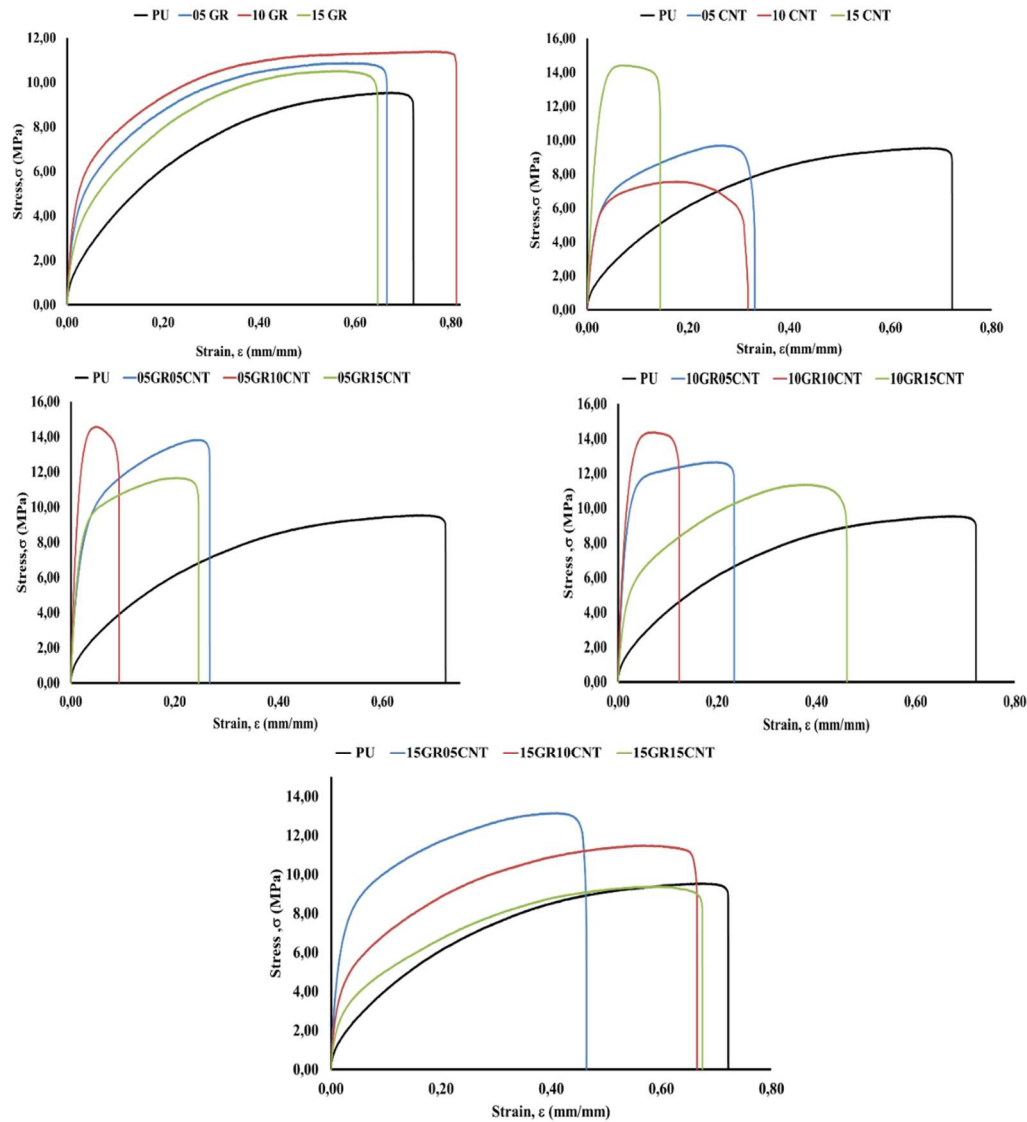 PU 05 GR 10 GR 15 GR
12,00
10,00
8,00
6,00
4,00
2,00
0,00
Stress,σ (MPa)
0,00 0,20 0,40 0,60 0,80
Strain, ε (mm/mm)
PU 05 CNT 10 CNT 15 CNT
16,00
14,00
12,00
10,00
8,00
6,00
4,00
2,00
0,00
Stress,σ (MPa)
0,00 0,20 0,40 0,60 0,80
Strain, ε(mm/mm)
PU 05GR05CNT 05GR10CNT 05GR15CNT
16,00
14,00
12,00
10,00
8,00
6,00
4,00
2,00
0,00
Stress,σ (MPa)
0,00 0,20 0,40 0,60
Strain, ε (mm/mm)
PU 10GR05CNT 10GR10CNT 10GR15CNT
16,00
14,00
12,00
10,00
8,00
6,00
4,00
2,00
0,00
Stress ,σ (MPa)
0,00 0,20 0,40 0,60 0,80
Strain, ε (mm/mm)
PU 15GR05CNT 15GR10CNT 15GR15CNT
14,00
12,00
10,00
8,00
6,00
4,00
2,00
0,00
Stress ,σ (MPa)
0,00 0,20 0,40 0,60 0,80
Strain, ε (mm/mm)